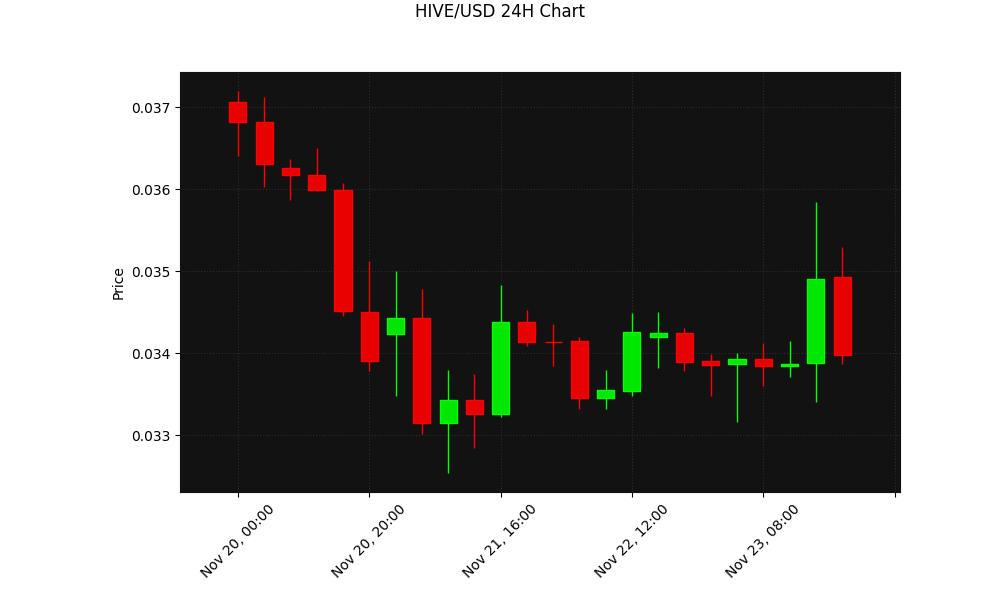 HIVE/USD 24H Chart
Price
0.037
0.036
0.035
0.034
0.033
Nov 20, 00:00
Nov 20, 20:00
Nov 21, 16:00
Nov 22, 12:00
Nov 23, 08:00